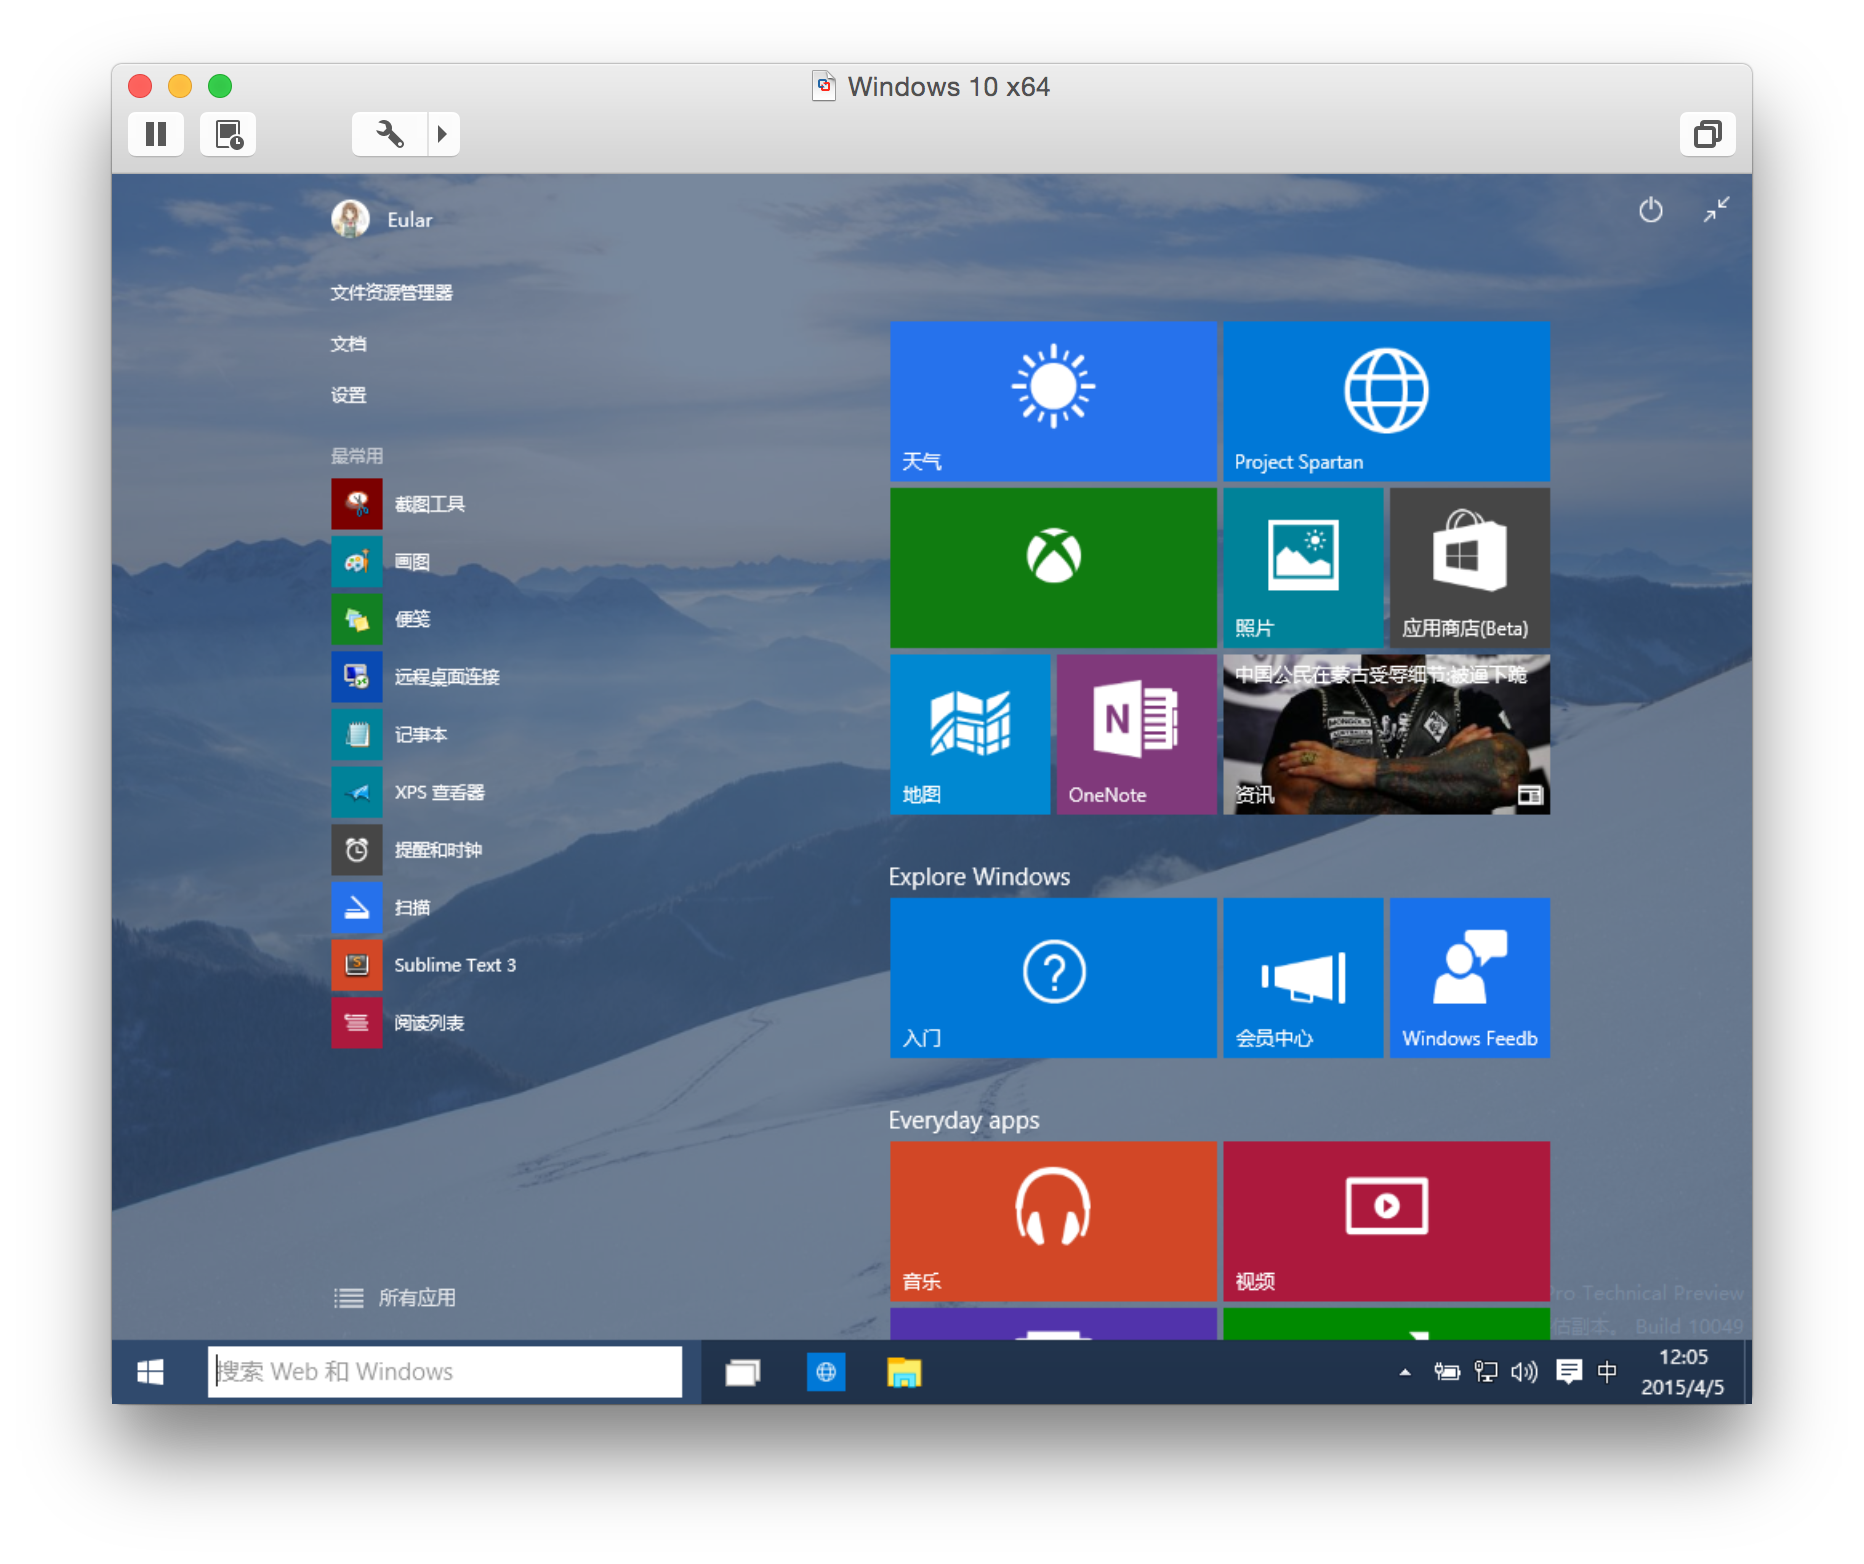 Windows 10 x64
Eular
文件资源管理器
文档
设置
最常用
截图工具
画图
便笺
远程桌面连接
记事本
XPS 查看器
提醒和时钟
扫描
Sublime Text 3
阅读列表
所有应用
天气
Project Spartan
照片
应用商店(Beta)
地图
N
OneNote
中国公民在蒙古受辱细节:被逼下跪
MONGOLS
资讯
Explore Windows
?
入门
会员中心
Windows Feedb
Everyday apps
音乐
视频
Pro Technical Preview
估副本。 Build 10049
搜索 Web 和 Windows
中
12:05
2015/4/5